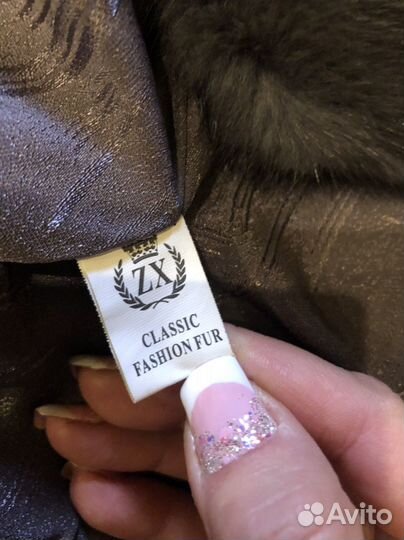 ZX
CLASSIC
FASHION FUR
Avito